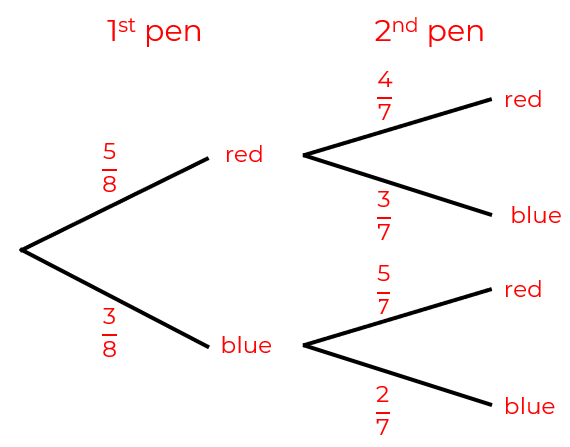 1st pen
2nd pen
4/7
red
5/8
red
3/7
blue
5/7
red
3/8
blue
2/7
blue